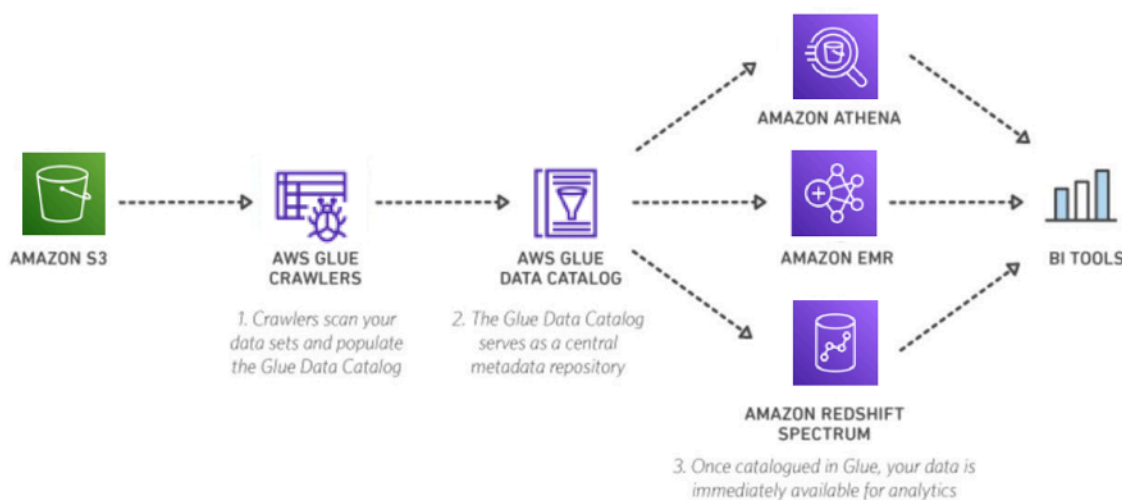 AMAZON S3
AWS GLUE
CRAWLERS
1. Crawlers scan your
data sets and populate
the Glue Data Catalog
AWS GLUE
DATA CATALOG
2. The Glue Data Catalog
serves as a central
metadata repository
AMAZON ATHENA
AMAZON EMR
AMAZON REDSHIFT
SPECTRUM
3. Once catalogued in Glue, your data is
immediately available for analytics
BI TOOLS